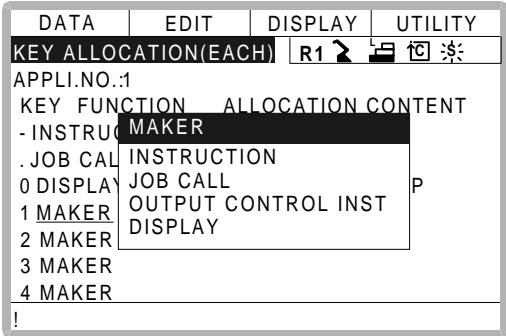 DATA EDIT DISPLAY UTILITY
KEY ALLOCATION(EACH) R1 C
APPLI.NO.:1
KEY FUNCTION ALLOCATION CONTENT
- INSTRUC
MAKER
. JOB CAL
INSTRUCTION
0 DISPLAY
JOB CALL
P
OUTPUT CONTROL INST
1 MAKER
DISPLAY
2 MAKER
3 MAKER
4 MAKER
!